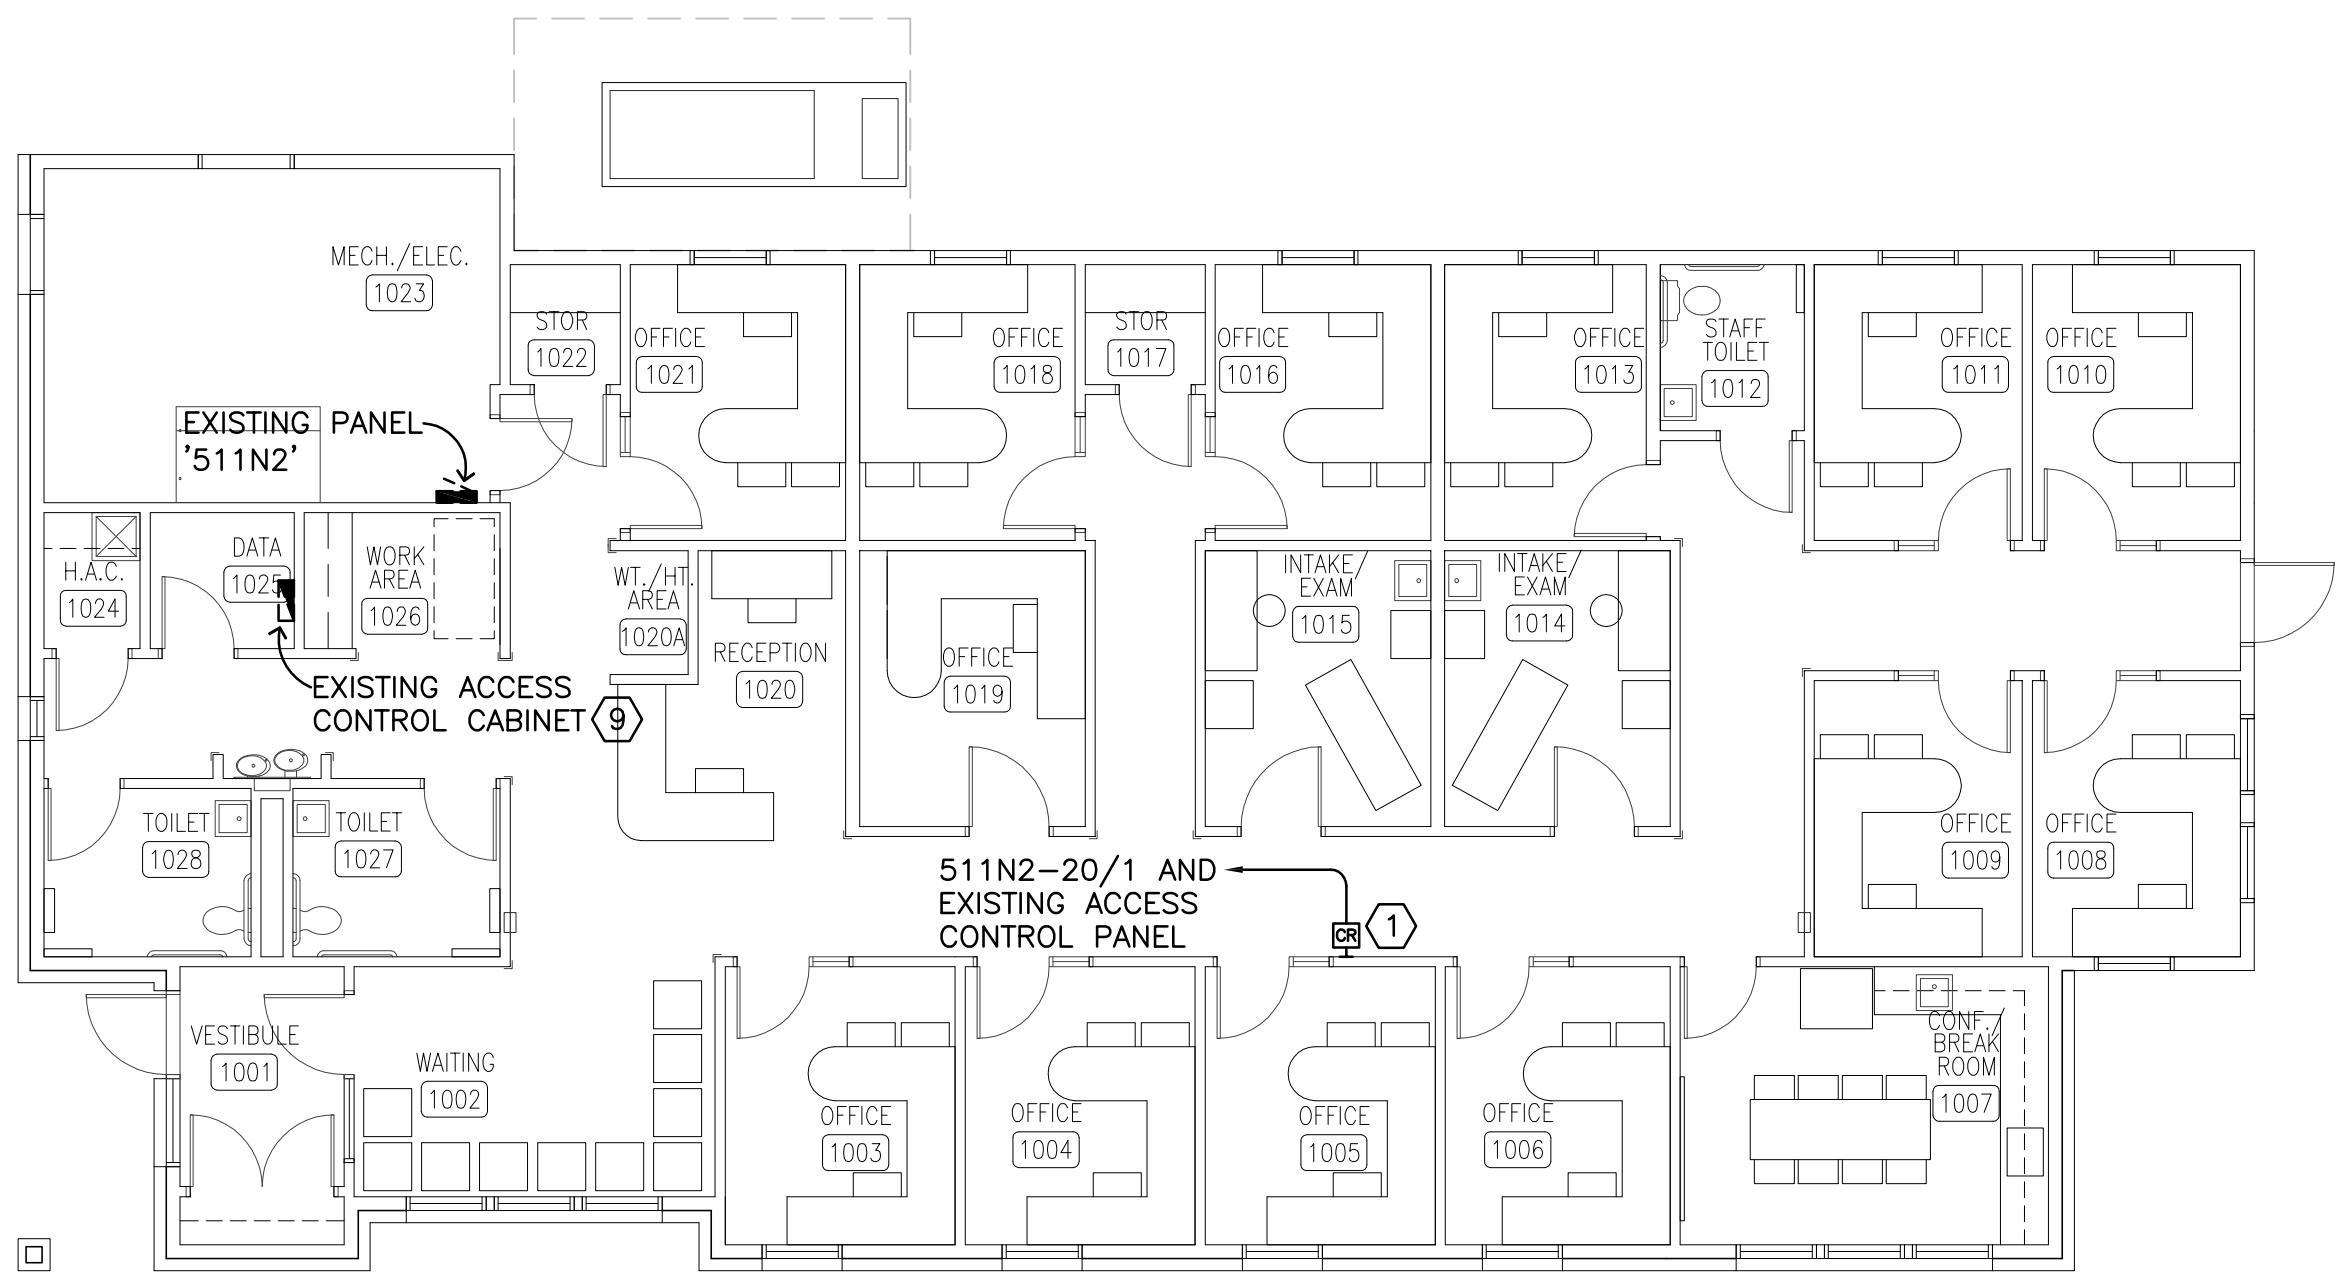 MECH./ELEC.
1023
STOR
1022
OFFICE
1021
OFFICE
1018
STOR
1017
OFFICE
1016
OFFICE
1013
STAFF
TOILET
1012
OFFICE
1011
OFFICE
1010
EXISTING PANEL
'511N2'
H.A.C.
1024
DATA
1025
WORK
AREA
1026
WT./HT.
AREA
1020A
RECEPTION
1020
OFFICE
1019
INTAKE/
EXAM
1015
INTAKE/
EXAM
1014
EXISTING ACCESS
CONTROL CABINET
9
TOILET
1028
TOILET
1027
OFFICE
1009
OFFICE
1008
511N2-20/1 AND
EXISTING ACCESS
CONTROL PANEL
CR
1
VESTIBULE
1001
WAITING
1002
OFFICE
1003
OFFICE
1004
OFFICE
1005
OFFICE
1006
CONF./
BREAK
ROOM
1007